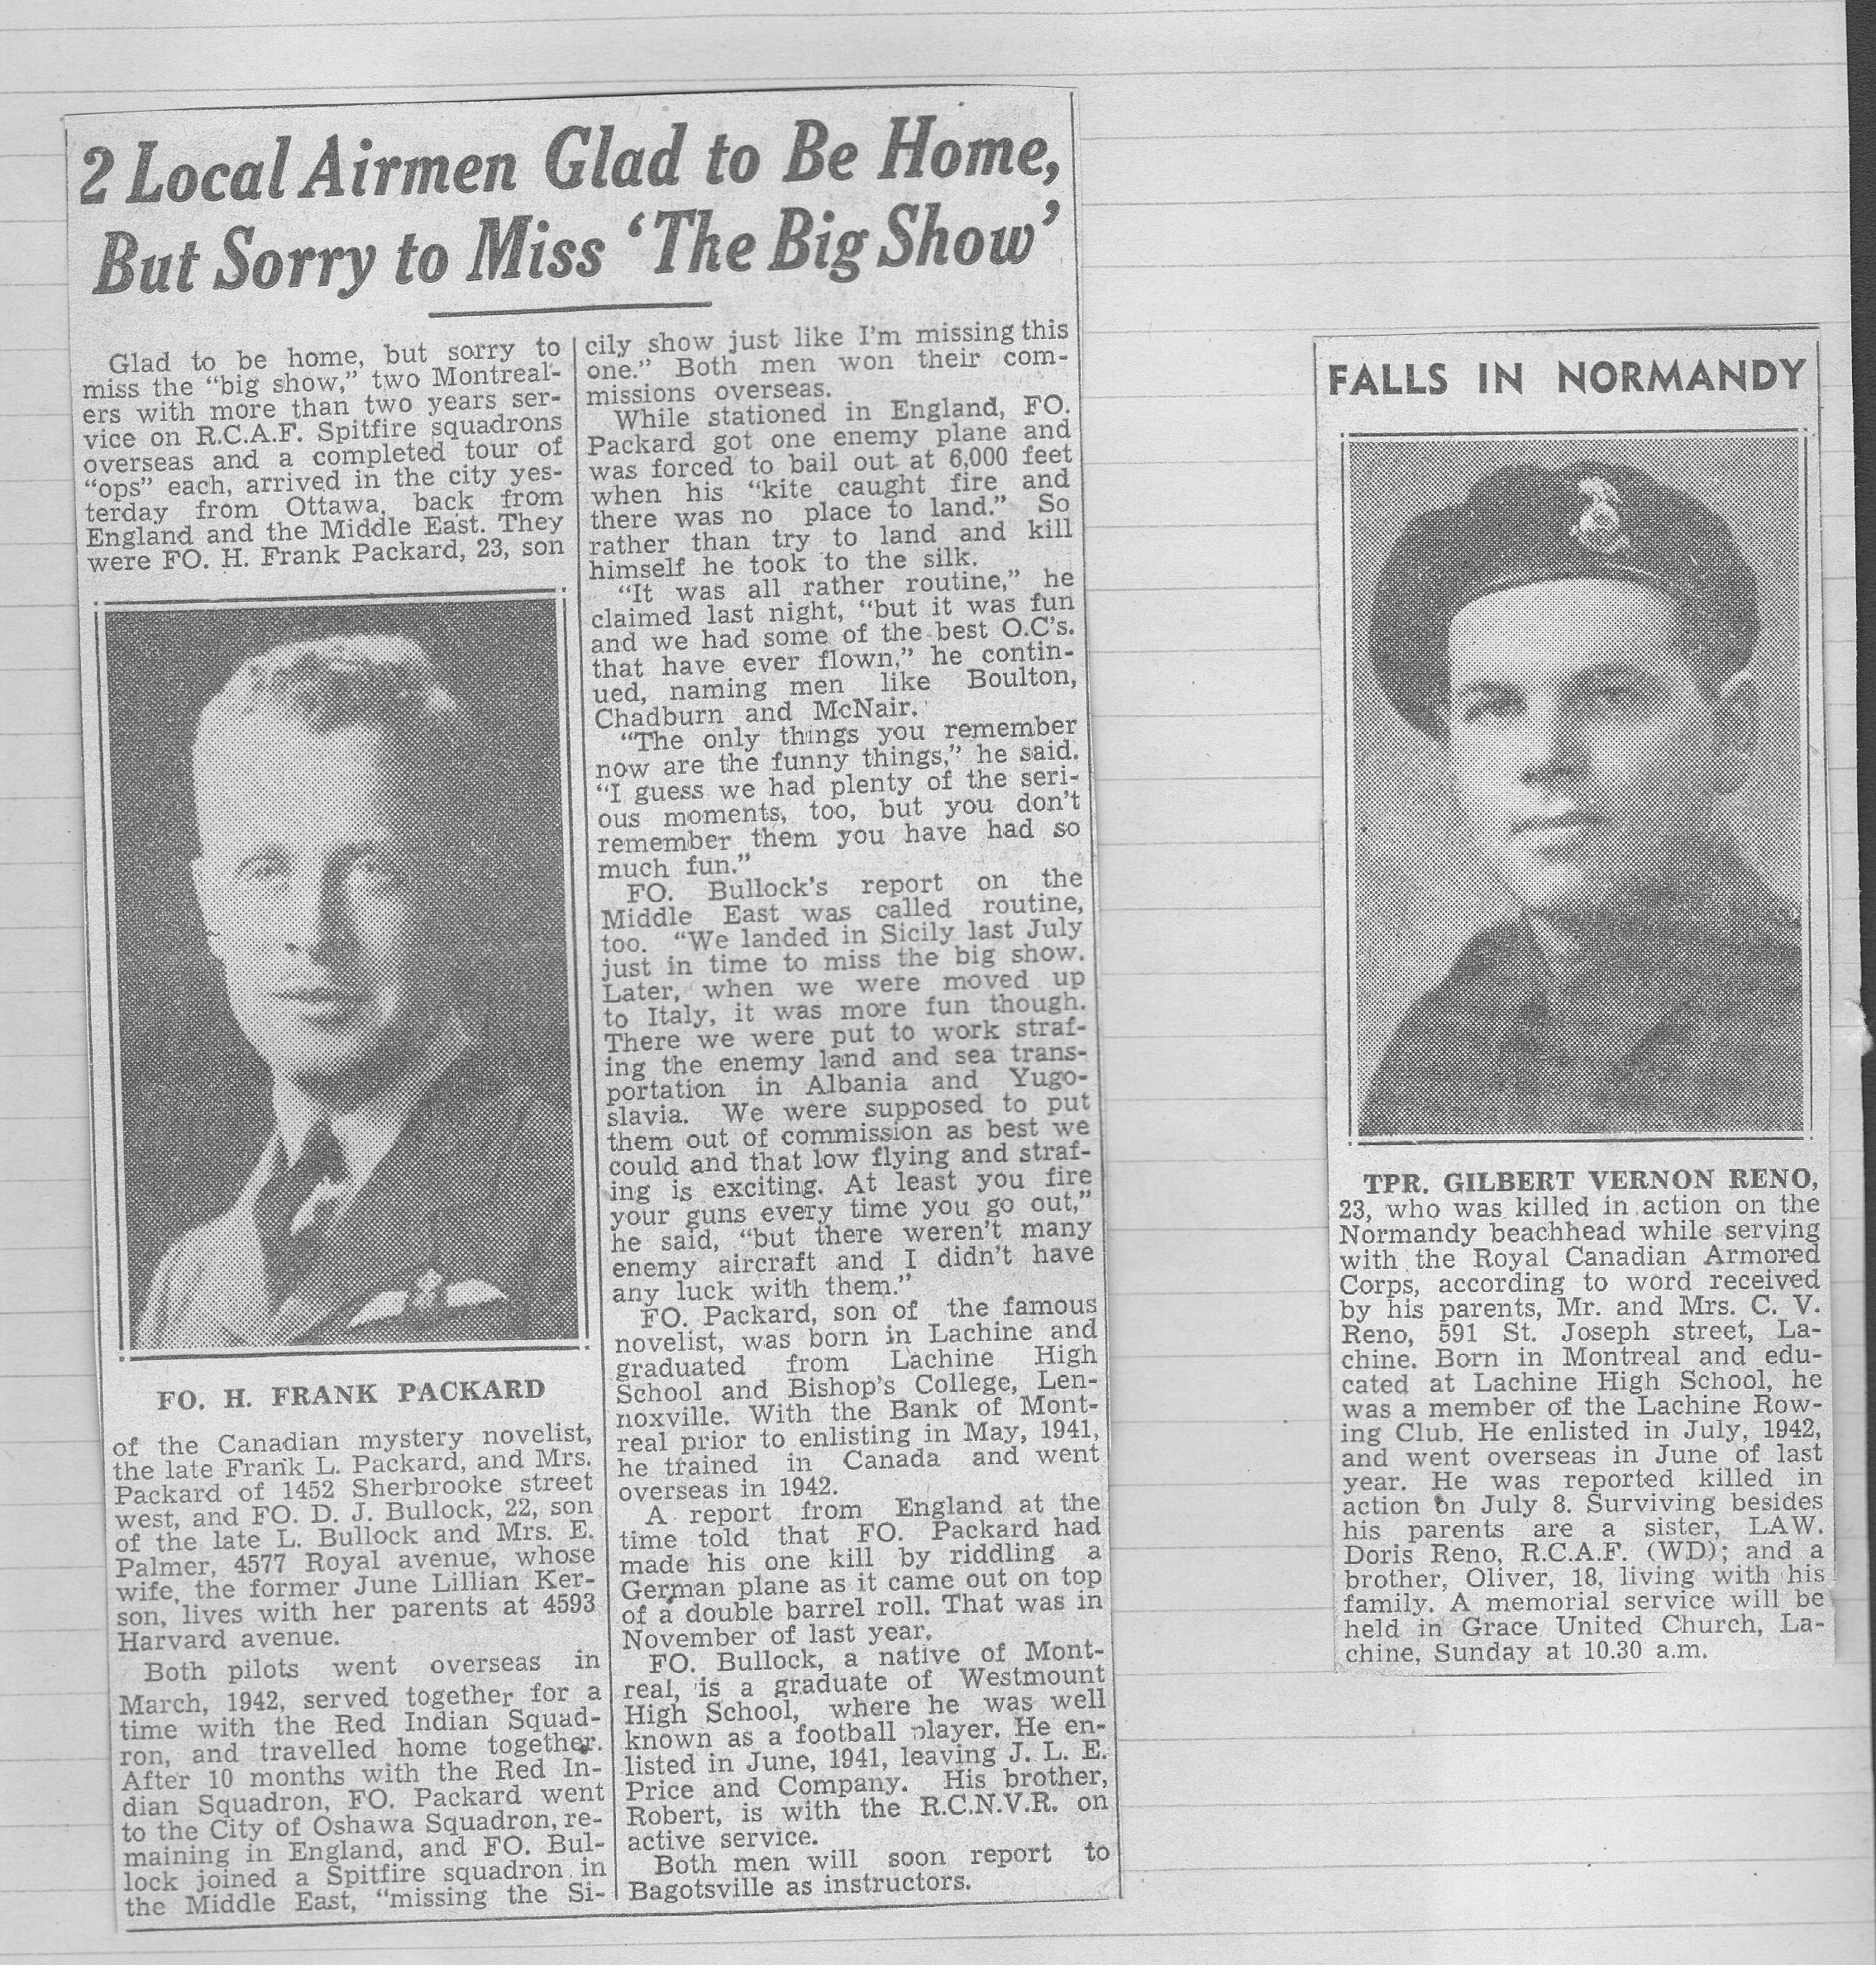 2 Local Airmen Glad to Be Home,
But Sorry to Miss ‘The Big Show’
Glad to be home, but sorry to
miss the “big show,” two Montreal-
ers with more than two years ser-
vice on R.C.A.F. Spitfire squadrons
overseas and a completed tour of
“ops” each, arrived in the city yes-
terday from Ottawa, back from
England and the Middle East. They
were FO. H. Frank Packard, 23, son
FO. H. FRANK PACKARD
of the Canadian mystery novelist,
the late Frank L. Packard, and Mrs.
Packard of 1452 Sherbrooke street
west, and FO. D. J. Bullock, 22, son
of the late L. Bullock and Mrs. E.
Palmer, 4577 Royal avenue, whose
wife, the former June Lillian Ker-
son, lives with her parents at 4593
Harvard avenue.
Both pilots went overseas in
March, 1942, served together for a
time with the Red Indian Squad-
ron, and travelled home together.
After 10 months with the Red In-
dian Squadron, FO. Packard went
to the City of Oshawa Squadron, re-
maining in England, and FO. Bul-
lock joined a Spitfire squadron in
the Middle East, “missing the Si-
cily show just like I’m missing this
one.” Both men won their com-
missions overseas.
While stationed in England, FO.
Packard got one enemy plane and
was forced to bail out at 6,000 feet
when his “kite caught fire and
there was no place to land.” So
rather than try to land and kill
himself he took to the silk.
“It was all rather routine,” he
claimed last night, “but it was fun
and we had some of the best O.C’s.
that have ever flown,” he contin-
ued, naming men like Boulton,
Chadburn and McNair.
“The only things you remember
now are the funny things,” he said.
“I guess we had plenty of the seri-
ous moments, too, but you don’t
remember them you have had so
much fun.”
FO. Bullock’s report on the
Middle East was called routine,
too. “We landed in Sicily last July
just in time to miss the big show.
Later, when we were moved up
to Italy, it was more fun though.
There we were put to work straf-
ing the enemy land and sea trans-
portation in Albania and Yugo-
slavia. We were supposed to put
them out of commission as best we
could and that low flying and straf-
ing is exciting. At least you fire
your guns every time you go out,”
he said, “but there weren’t many
enemy aircraft and I didn’t have
any luck with them.”
FO. Packard, son of the famous
novelist, was born in Lachine and
graduated from Lachine High
School and Bishop’s College, Len-
noxville. With the Bank of Mont-
real prior to enlisting in May, 1941,
he trained in Canada and went
overseas in 1942.
A report from England at the
time told that FO. Packard had
made his one kill by riddling a
German plane as it came out on top
of a double barrel roll. That was in
November of last year.
FO. Bullock, a native of Mont-
real, is a graduate of Westmount
High School, where he was well
known as a football player. He en-
listed in June, 1941, leaving J. L. E.
Price and Company. His brother,
Robert, is with the R.C.N.V.R. on
active service.
Both men will soon report to
Bagotsville as instructors.
FALLS IN NORMANDY
TPR. GILBERT VERNON RENO,
23, who was killed in action on the
Normandy beachhead while serving
with the Royal Canadian Armored
Corps, according to word received
by his parents, Mr. and Mrs. C. V.
Reno, 591 St. Joseph street, La-
chine. Born in Montreal and edu-
cated at Lachine High School, he
was a member of the Lachine Row-
ing Club. He enlisted in July, 1942,
and went overseas in June of last
year. He was reported killed in
action on July 8. Surviving besides
his parents are a sister, LAW.
Doris Reno, R.C.A.F. (WD); and a
brother, Oliver, 18, living with his
family. A memorial service will be
held in Grace United Church, La-
chine, Sunday at 10.30 a.m.